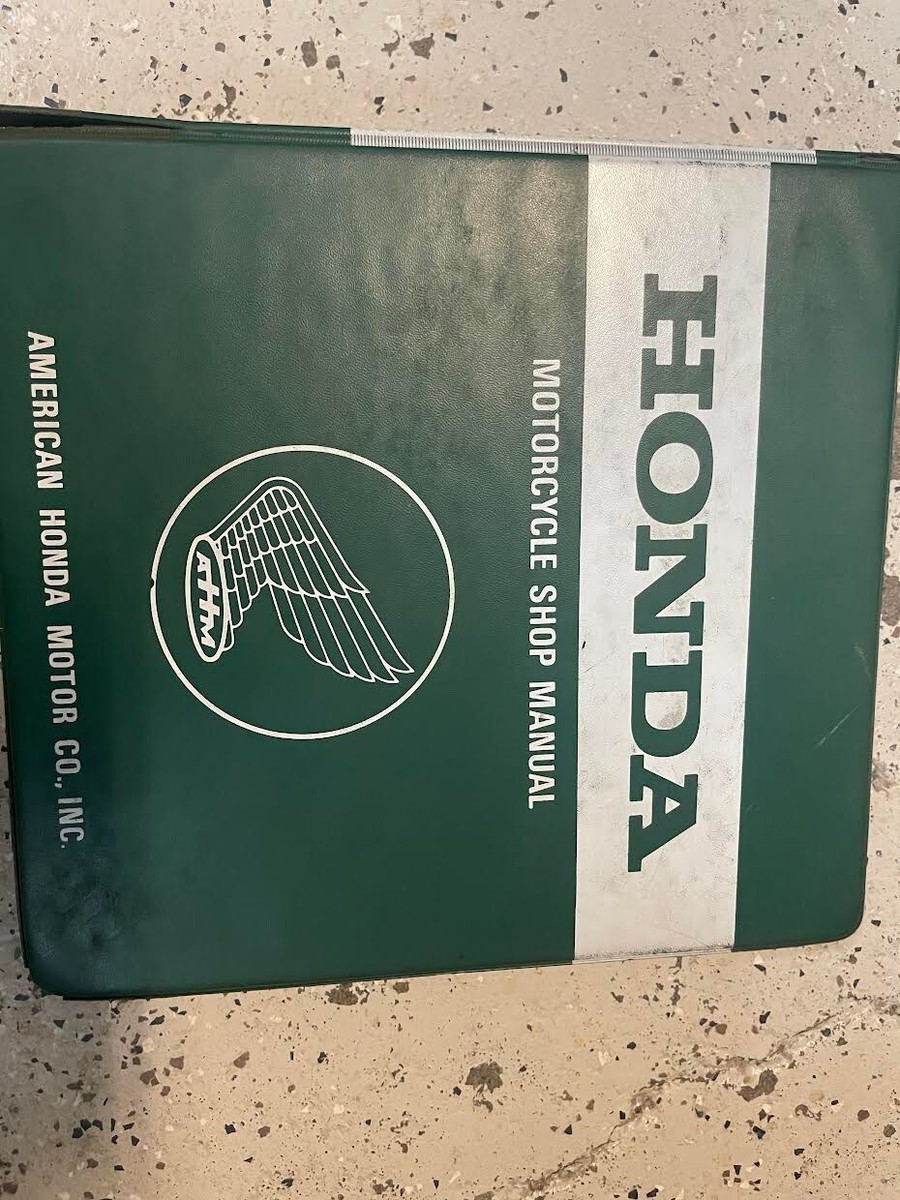 HONDA
MOTORCYCLE SHOP MANUAL
AHM
AMERICAN HONDA MOTOR CO., INC.